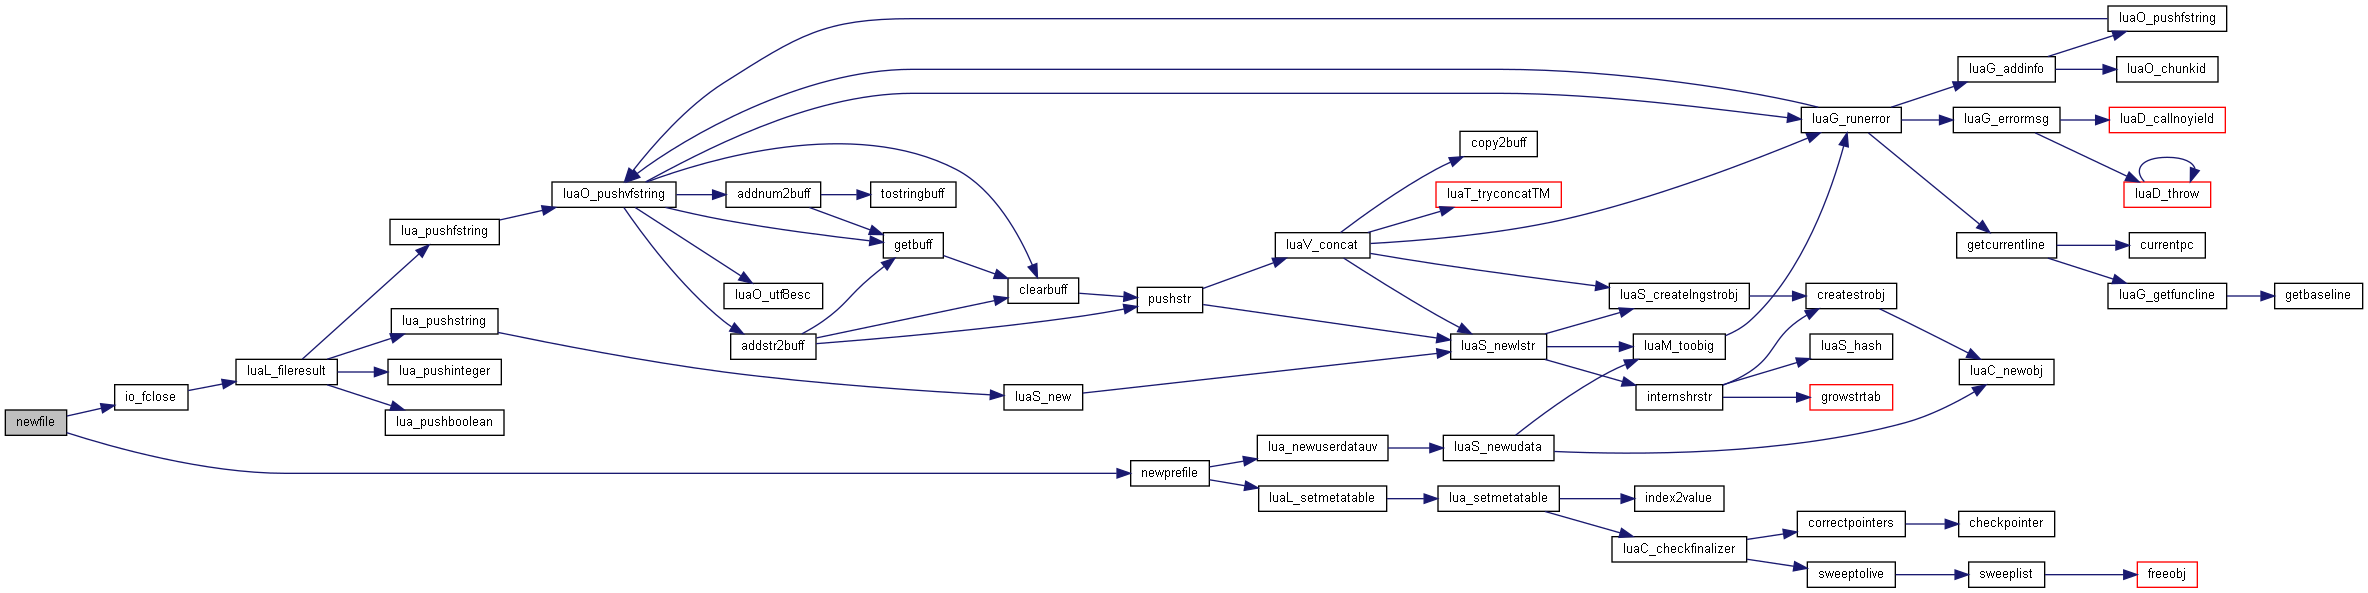 newfile
io_fclose
luaL_fileresult
lua_pushfstring
lua_pushstring
lua_pushinteger
lua_pushboolean
luaO_pushvfstring
addnum2buff
tostringbuff
getbuff
luaO_utf8esc
addstr2buff
clearbuff
luaS_new
pushstr
newprefile
luaV_concat
copy2buff
luaT_tryconcatTM
luaS_newlstr
lua_newuserdatauv
luaS_newudata
luaL_setmetatable
lua_setmetatable
index2value
luaC_checkfinalizer
luaS_createlngstrobj
luaM_toobig
internshrstr
createstrobj
luaS_hash
growstrtab
luaC_newobj
correctpointers
checkpointer
sweeptolive
sweeplist
freeobj
luaG_runerror
luaG_addinfo
luaO_pushfstring
luaO_chunkid
luaG_errormsg
luaD_callnoyield
luaD_throw
getcurrentline
currentpc
luaG_getfuncline
getbaseline